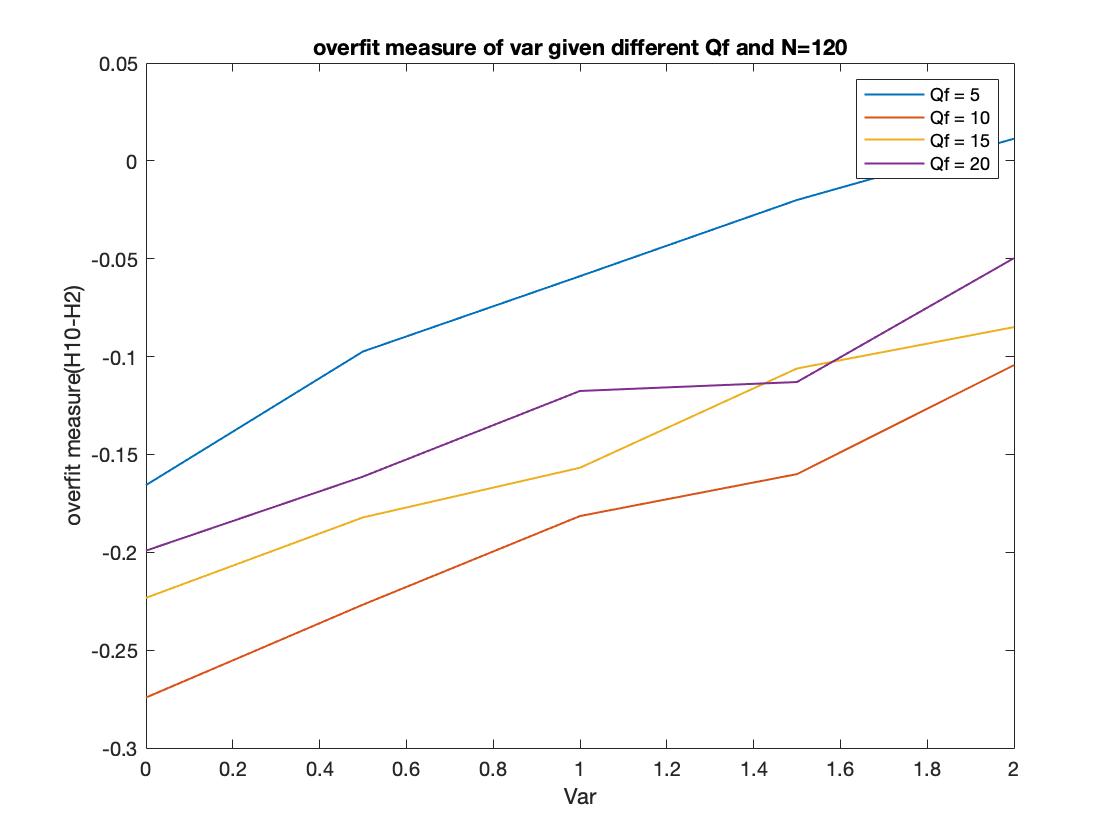 overfit measure of var given different Qf and N=120
0.05
0
-0.05
-0.1
-0.15
-0.2
-0.25
-0.3
overfit measure(H10-H2)
Qf = 5
Qf = 10
Qf = 15
Qf = 20
0 0.2 0.4 0.6 0.8 1 1.2 1.4 1.6 1.8 2
Var